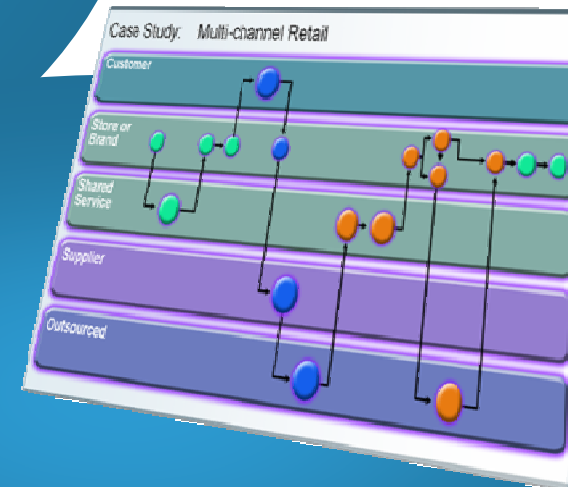 Case Study: Multi-channel Retail
Customer
Store or
Brand
Shared
Service
Supplier
Outsourced